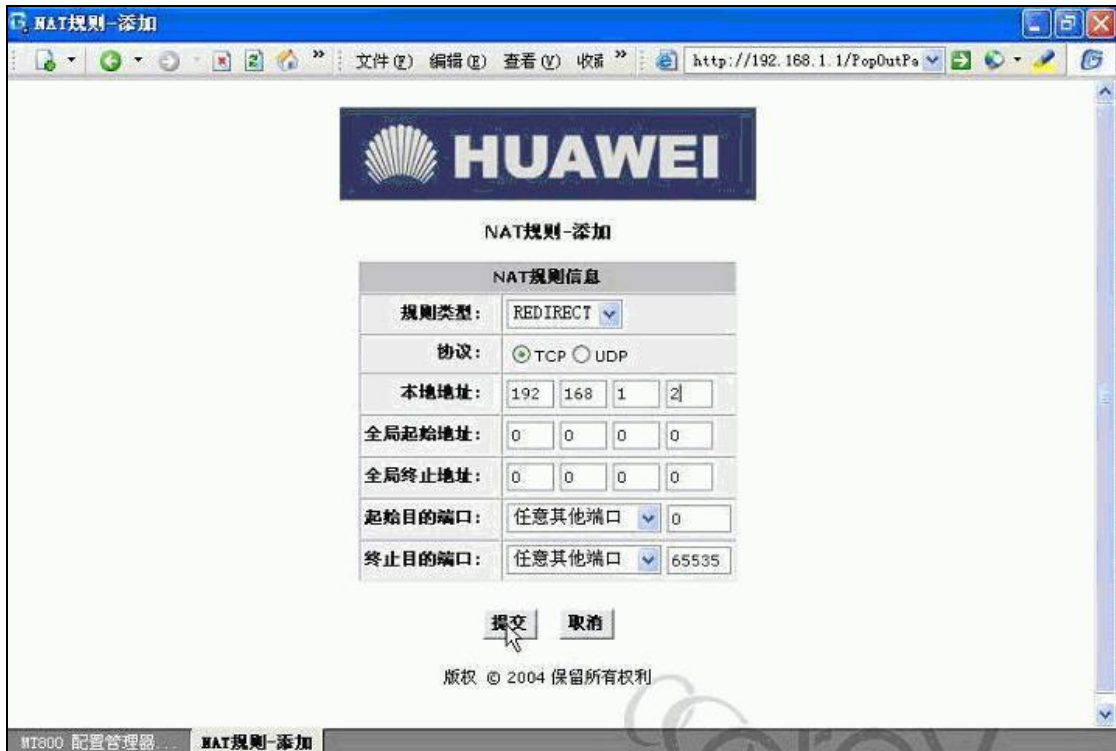 NAT规则-添加
文件(F) 编辑(E) 查看(V) 收藏 » http://192.168.1.1/PopOutPa
HUAWEI
NAT规则-添加
NAT规则信息
规则类型: REDIRECT
协议: TCP UDP
本地地址: 192 168 1 2
全局起始地址: 0 0 0 0
全局终止地址: 0 0 0 0
起始目的端口: 任意其他端口 0
终止目的端口: 任意其他端口 65535
提交 取消
版权 © 2004 保留所有权利
MT800 配置管理器... NAT规则-添加